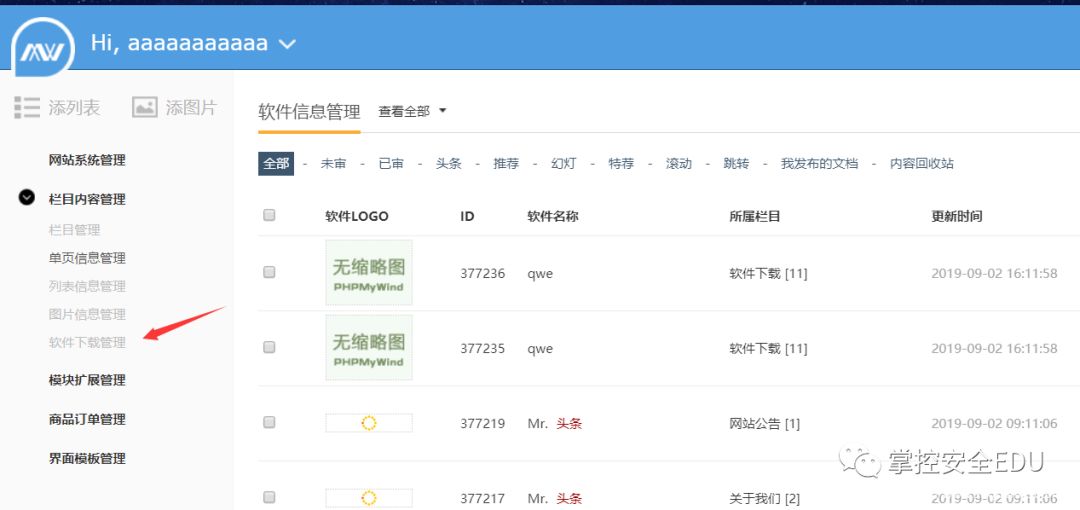 Hi, aaaaaaaaaaa
添列表 添图片
网站系统管理
栏目内容管理
栏目管理
单页信息管理
列表信息管理
图片信息管理
软件下载管理
模块扩展管理
商品订单管理
界面模板管理
软件信息管理 查看全部
全部 - 未审 - 已审 - 头条 - 推荐 - 幻灯 - 特荐 - 滚动 - 跳转 - 我发布的文档 - 内容回收站
软件LOGO ID 软件名称 所属栏目 更新时间
无缩略图
PHPMyWind
377236 qwe 软件下载 [11] 2019-09-02 16:11:58
无缩略图
PHPMyWind
377235 qwe 软件下载 [11] 2019-09-02 16:11:58
377219 Mr. 头条 网站公告 [1] 2019-09-02 09:11:06
377217 Mr. 头条 关于我们 [2] 2019-09-02 09:11:06
掌控安全EDU